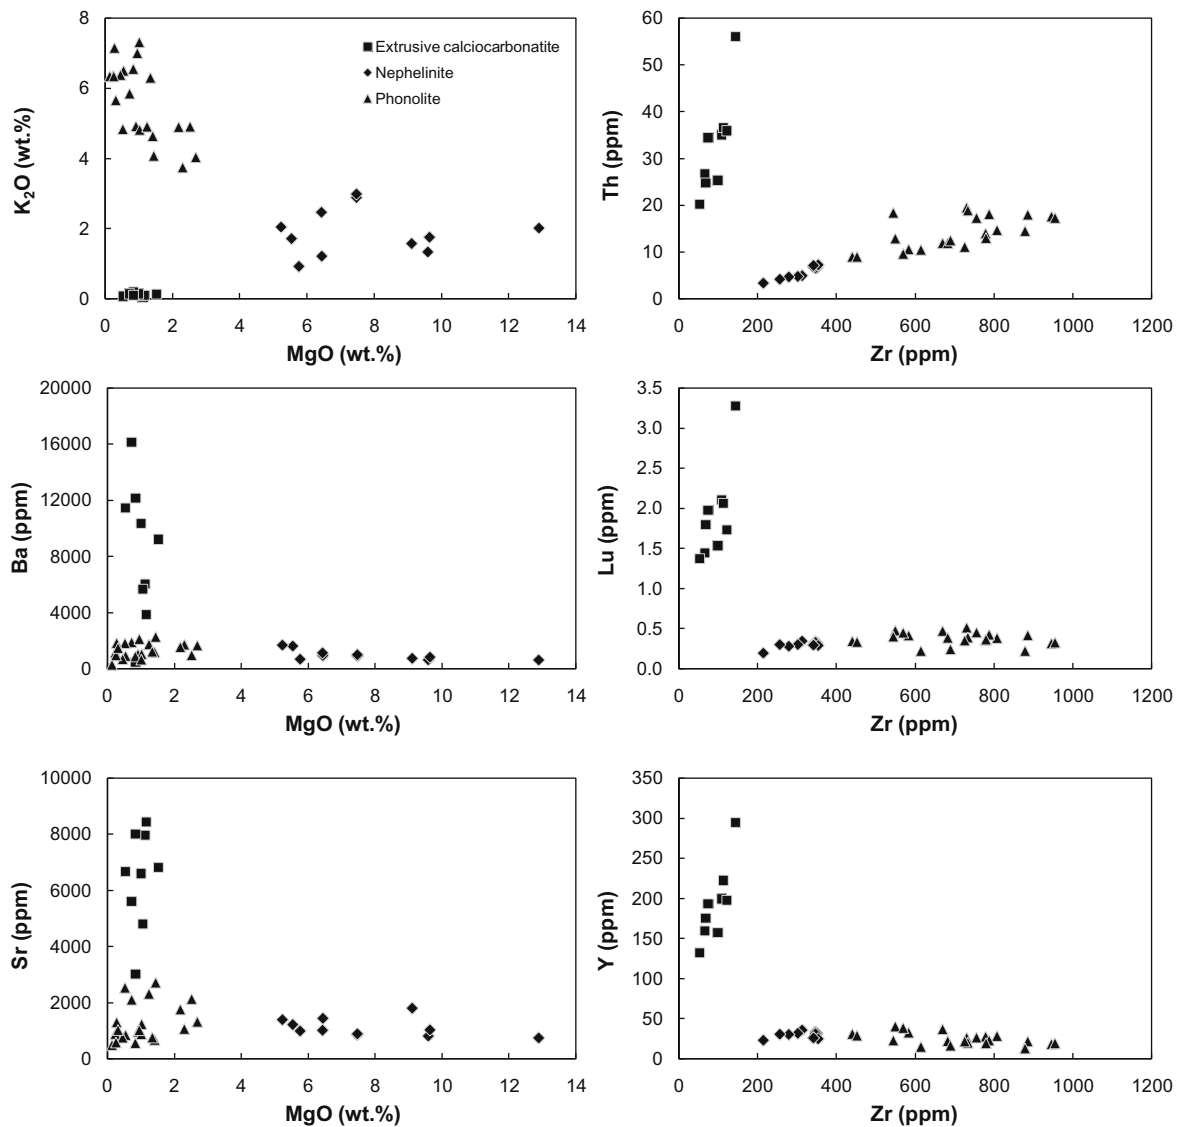 8
6
4
2
0
K₂O (wt.%)
■ Extrusive calciocarbonatite
◆ Nephelinite
▲ Phonolite
0 2 4 6 8 10 12 14
MgO (wt.%)
60
50
40
30
20
10
0
Th (ppm)
0 200 400 600 800 1000 1200
Zr (ppm)
20000
16000
12000
8000
4000
0
Ba (ppm)
0 2 4 6 8 10 12 14
MgO (wt.%)
3.5
3.0
2.5
2.0
1.5
1.0
0.5
0.0
Lu (ppm)
0 200 400 600 800 1000 1200
Zr (ppm)
10000
8000
6000
4000
2000
0
Sr (ppm)
0 2 4 6 8 10 12 14
MgO (wt.%)
350
300
250
200
150
100
50
0
Y (ppm)
0 200 400 600 800 1000 1200
Zr (ppm)